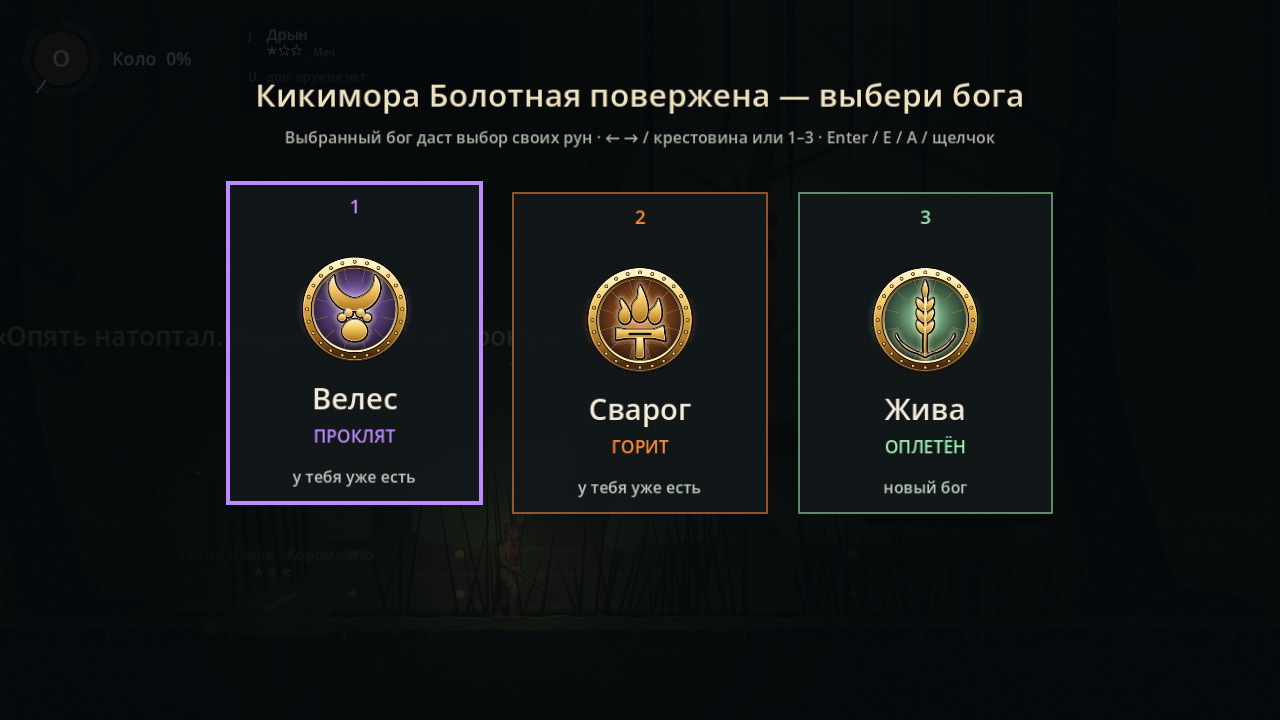 J Дрын
★☆☆ Меч
О
Коло 0%
U доп. оружия нет
Кикимора Болотная повержена — выбери бога
Выбранный бог даст выбор своих рун · ← → / крестовина или 1–3 · Enter / E / A / щелчок
1
2
3
«Опять натоптал.
Велес
ПРОКЛЯТ
у тебя уже есть
Сварог
ГОРИТ
у тебя уже есть
Жива
ОПЛЕТЁН
новый бог
Коромысло
★★★